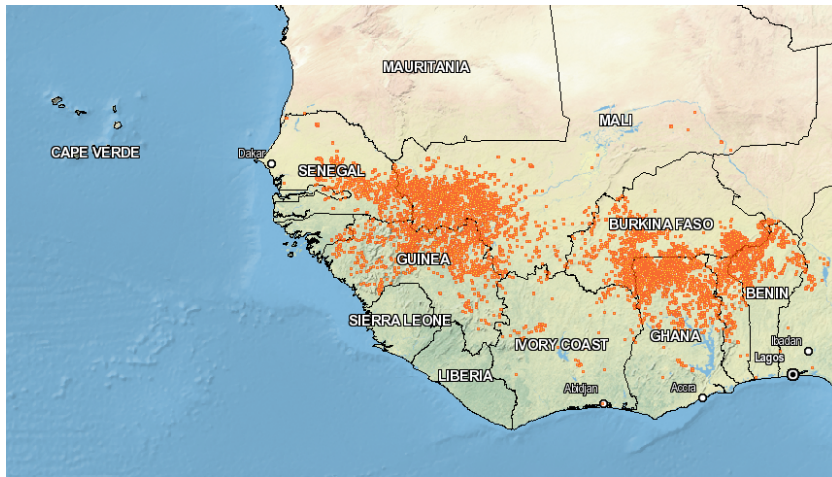 MAURITANIA
MALI
CAPE VERDE
Dakar
SENEGAL
BURKINA FASO
GUINEA
BENIN
SIERRA LEONE
IVORY COAST
GHANA
Ibadan
Lagos
LIBERIA
Abidjan
Accra